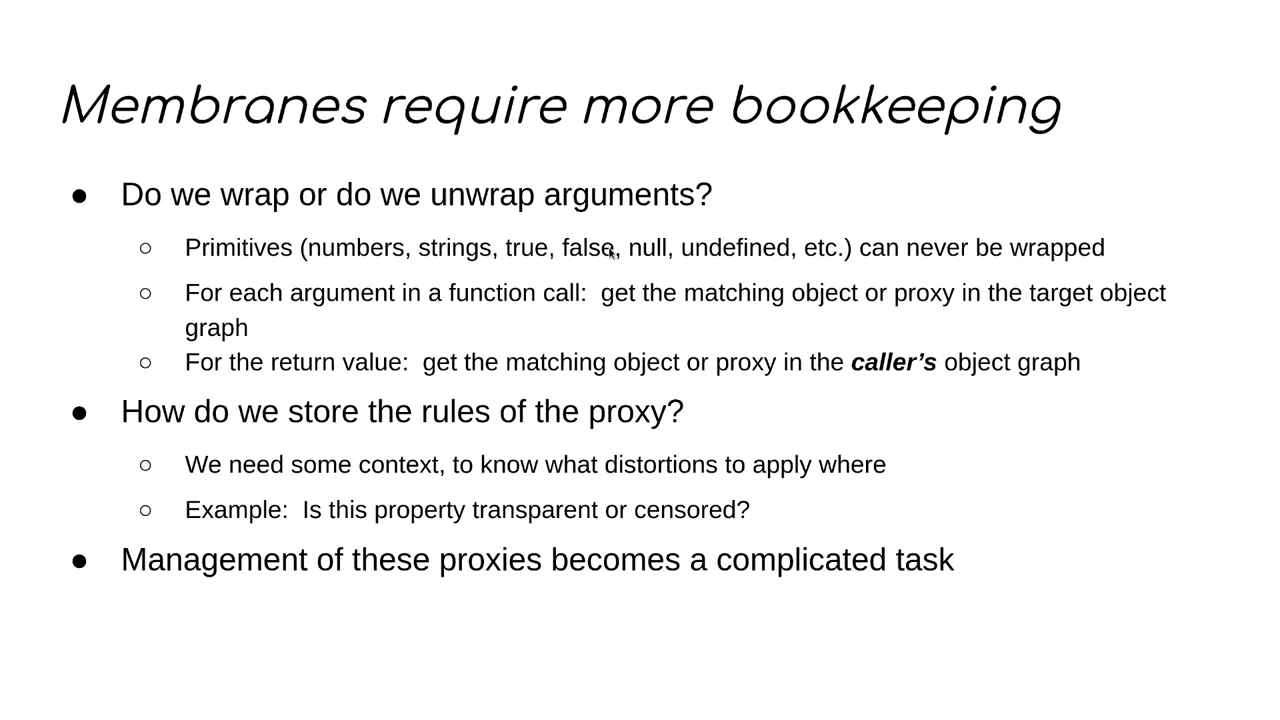 Membranes require more bookkeeping
● Do we wrap or do we unwrap arguments?
○ Primitives (numbers, strings, true, false, null, undefined, etc.) can never be wrapped
○ For each argument in a function call:  get the matching object or proxy in the target object
graph
○ For the return value:  get the matching object or proxy in the caller’s object graph
● How do we store the rules of the proxy?
○ We need some context, to know what distortions to apply where
○ Example:  Is this property transparent or censored?
● Management of these proxies becomes a complicated task